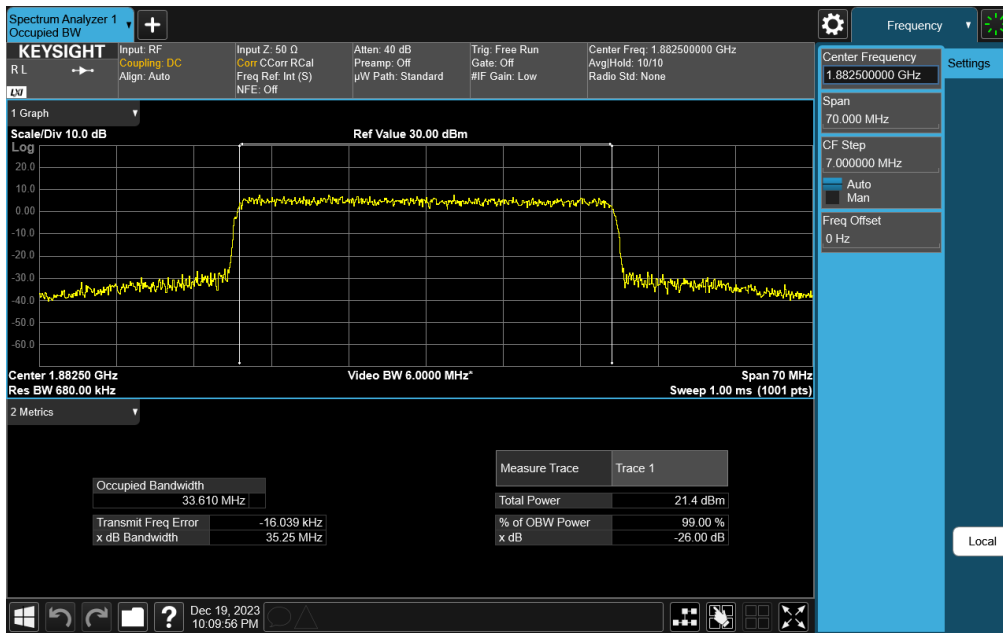 Spectrum Analyzer 1
Occupied BW
Frequency
KEYSIGHT
R L
LXI
Input: RF
Coupling: DC
Align: Auto
Input Z: 50 Ω
Corr CCorr RCal
Freq Ref: Int (S)
NFE: Off
Atten: 40 dB
Preamp: Off
µW Path: Standard
Trig: Free Run
Gate: Off
#IF Gain: Low
Center Freq: 1.882500000 GHz
Avg|Hold: 10/10
Radio Std: None
Center Frequency
1.882500000 GHz
Settings
Span
70.000 MHz
CF Step
7.000000 MHz
Auto
Man
Freq Offset
0 Hz
Local
1 Graph
Scale/Div 10.0 dB
Ref Value 30.00 dBm
Log
20.0
10.0
0.00
-10.0
-20.0
-30.0
-40.0
-50.0
-60.0
Center 1.88250 GHz
Video BW 6.0000 MHz*
Span 70 MHz
Res BW 680.00 kHz
Sweep 1.00 ms (1001 pts)
2 Metrics
Measure Trace
Trace 1
Occupied Bandwidth
33.610 MHz
Total Power
21.4 dBm
Transmit Freq Error
-16.039 kHz
% of OBW Power
99.00 %
x dB Bandwidth
35.25 MHz
x dB
-26.00 dB
?
Dec 19, 2023
10:09:56 PM